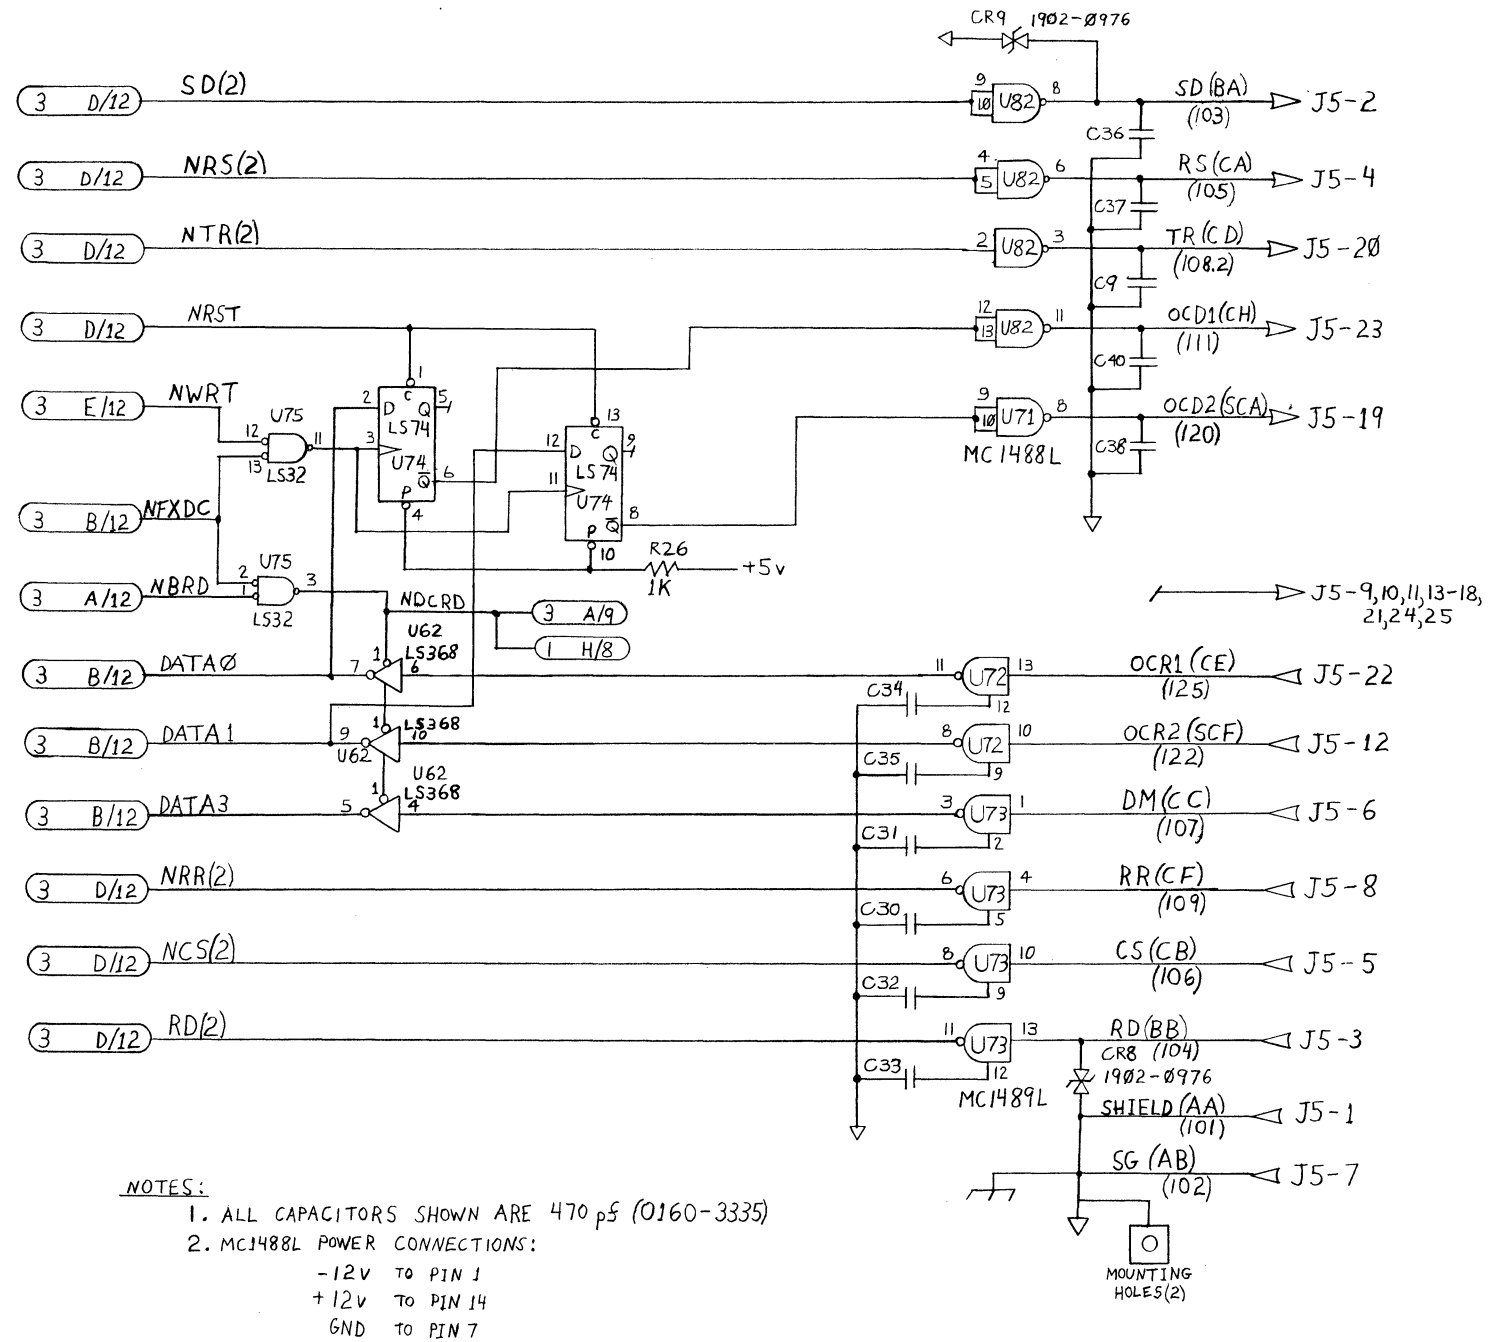 CR9 19Ø2-Ø976
3 D/12 SD(2) 9 10 U82 8 SD(BA) (103) J5-2
C36
3 D/12 NRS(2) 4 5 U82 6 RS(CA) (105) J5-4
C37
3 D/12 NTR(2) 2 U82 3 TR(CD) (108.2) J5-2Ø
C9
3 D/12 NRST 12 13 U82 11 OCD1(CH) (111) J5-23
C40
3 E/12 NWRT U75 12 13 11 LS32
1 C 2 D Q 5 LS74 3 U74 Q 6 P 4
13 C 12 D Q 9 LS74 11 U74 Q 8 P 10
9 10 U71 8 OCD2(SCA) (120) J5-19
MC1488L C38
3 B/12 NFXDC
R26 1K +5v
U75 2 1 3 LS32
3 A/12 NBRD
NDCRD 3 A/9
1 H/8
J5-9,10,11,13-18,
21,24,25
U62
LS368
3 B/12 DATAØ 7 1 6 11 U72 13 OCR1(CE) (125) J5-22
C34 12
LS368
3 B/12 DATA1 9 1 10 U62 8 U72 10 OCR2(SCF) (122) J5-12
C35 9
U62
LS368
3 B/12 DATA3 5 1 4 3 U73 1 DM(CC) (107) J5-6
C31 2
3 D/12 NRR(2) 6 U73 4 RR(CF) (109) J5-8
C30 5
3 D/12 NCS(2) 8 U73 10 CS(CB) (106) J5-5
C32 9
3 D/12 RD(2) 11 U73 13 RD(BB) (104) J5-3
C33 12 MC1489L
CR8
19Ø2-0976
SHIELD(AA) (101) J5-1
SG(AB) (102) J5-7
MOUNTING
HOLES(2)
NOTES:
1. ALL CAPACITORS SHOWN ARE 470 pf (0160-3335)
2. MC1488L POWER CONNECTIONS:
-12V TO PIN 1
+12V TO PIN 14
GND TO PIN 7